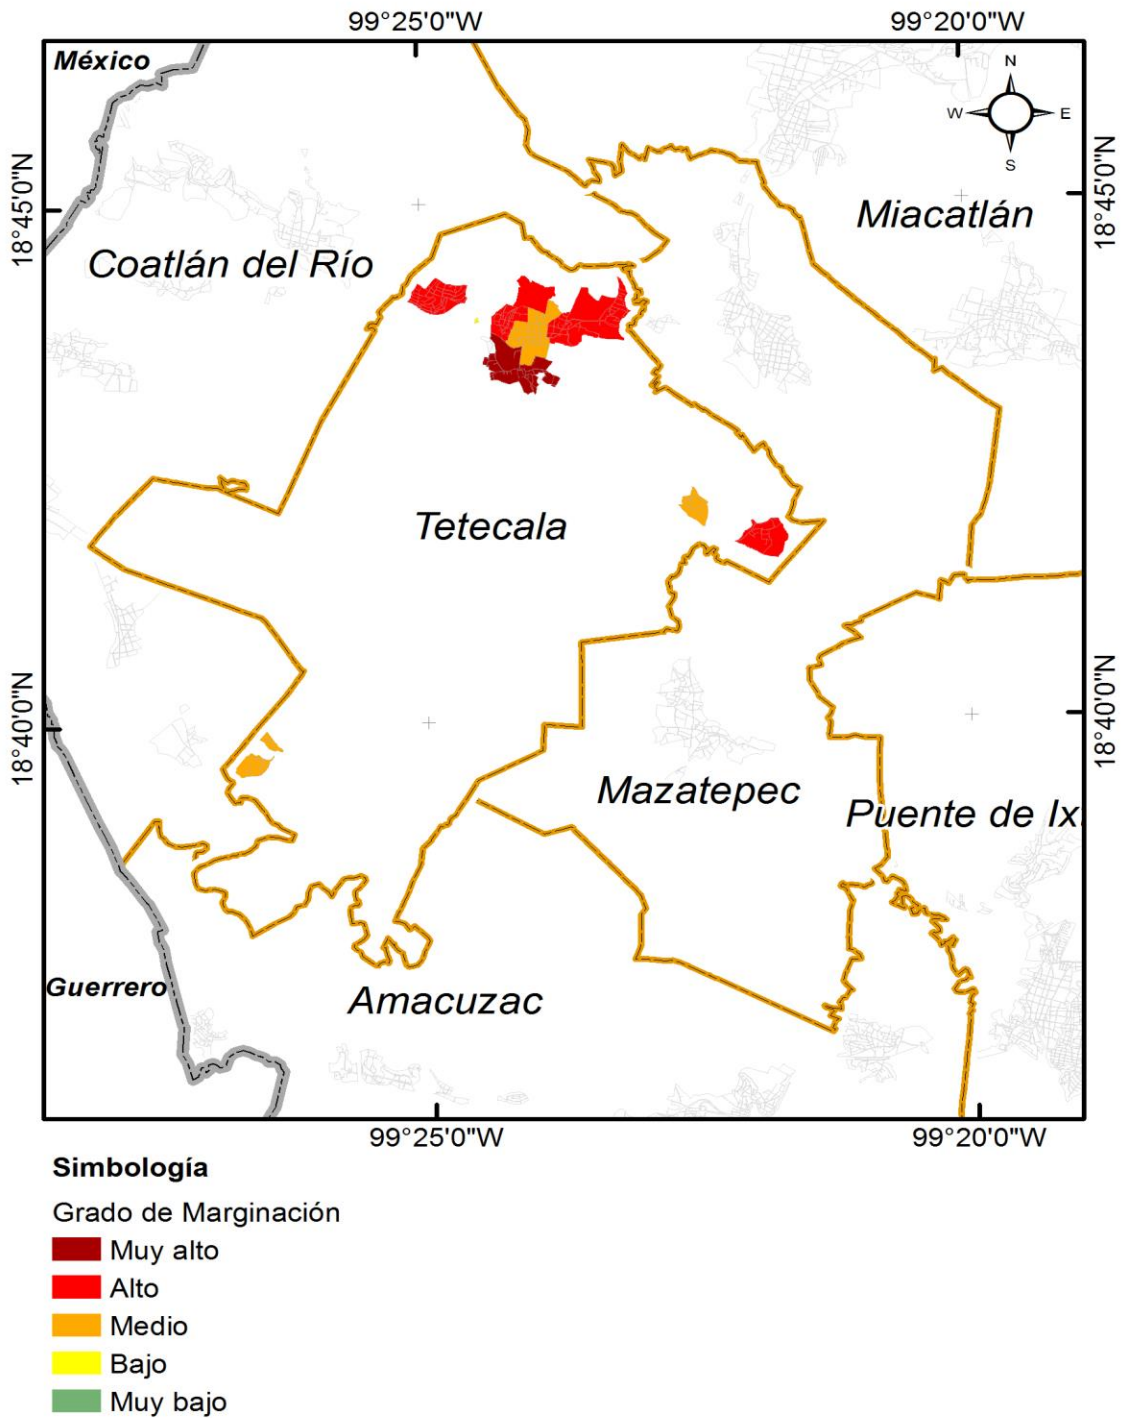 99°25'0"W 99°20'0"W
México
N
W E
S
18°45'0"N 18°45'0"N
Miacatlán
Coatlán del Río
Tetecala
18°40'0"N 18°40'0"N
Mazatepec
Puente de Ix
Guerrero
Amacuzac
99°25'0"W 99°20'0"W
Simbología
Grado de Marginación
Muy alto
Alto
Medio
Bajo
Muy bajo